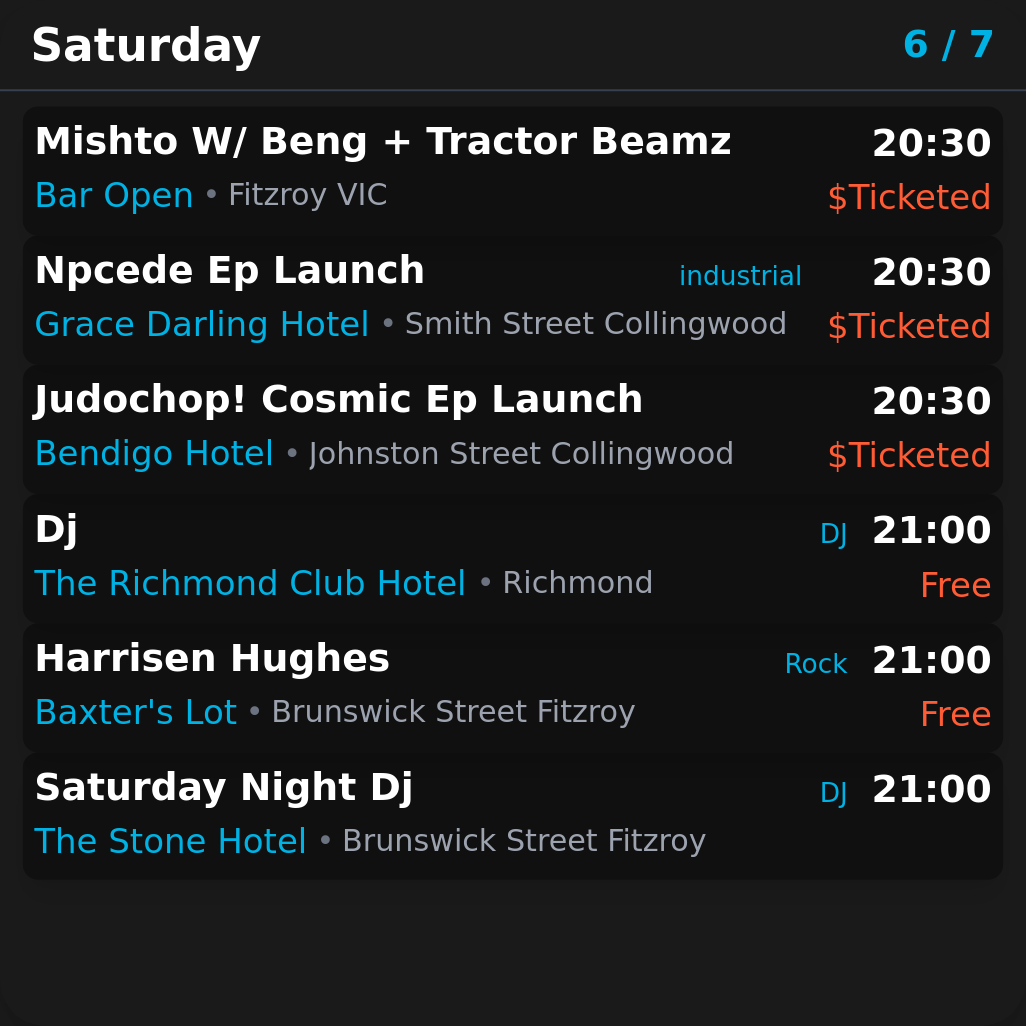 Saturday 6 / 7
Mishto W/ Beng + Tractor Beamz 20:30
Bar Open • Fitzroy VIC $Ticketed
Npcede Ep Launch industrial 20:30
Grace Darling Hotel • Smith Street Collingwood $Ticketed
Judochop! Cosmic Ep Launch 20:30
Bendigo Hotel • Johnston Street Collingwood $Ticketed
Dj DJ 21:00
The Richmond Club Hotel • Richmond Free
Harrisen Hughes Rock 21:00
Baxter's Lot • Brunswick Street Fitzroy Free
Saturday Night Dj DJ 21:00
The Stone Hotel • Brunswick Street Fitzroy